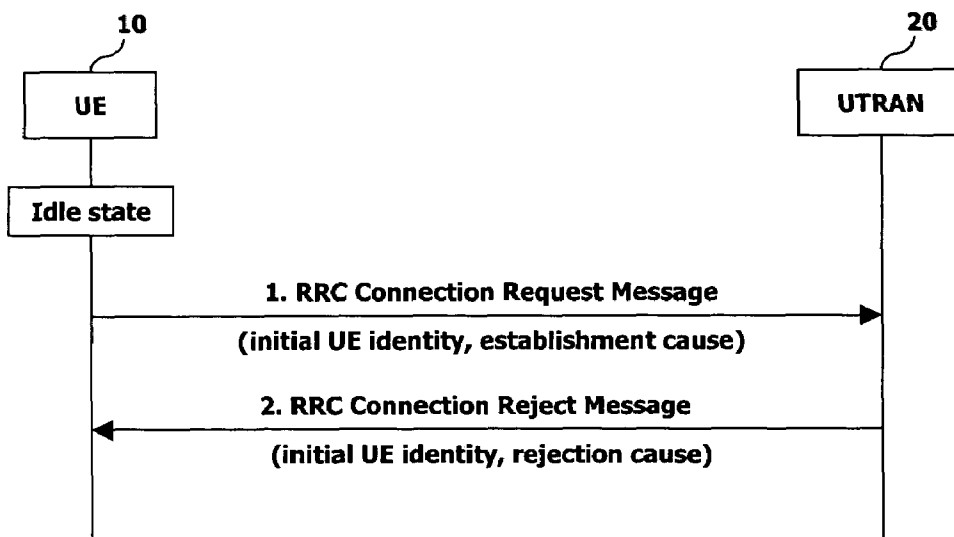 10
20
UE
UTRAN
Idle state
1. RRC Connection Request Message
(initial UE identity, establishment cause)
2. RRC Connection Reject Message
(initial UE identity, rejection cause)